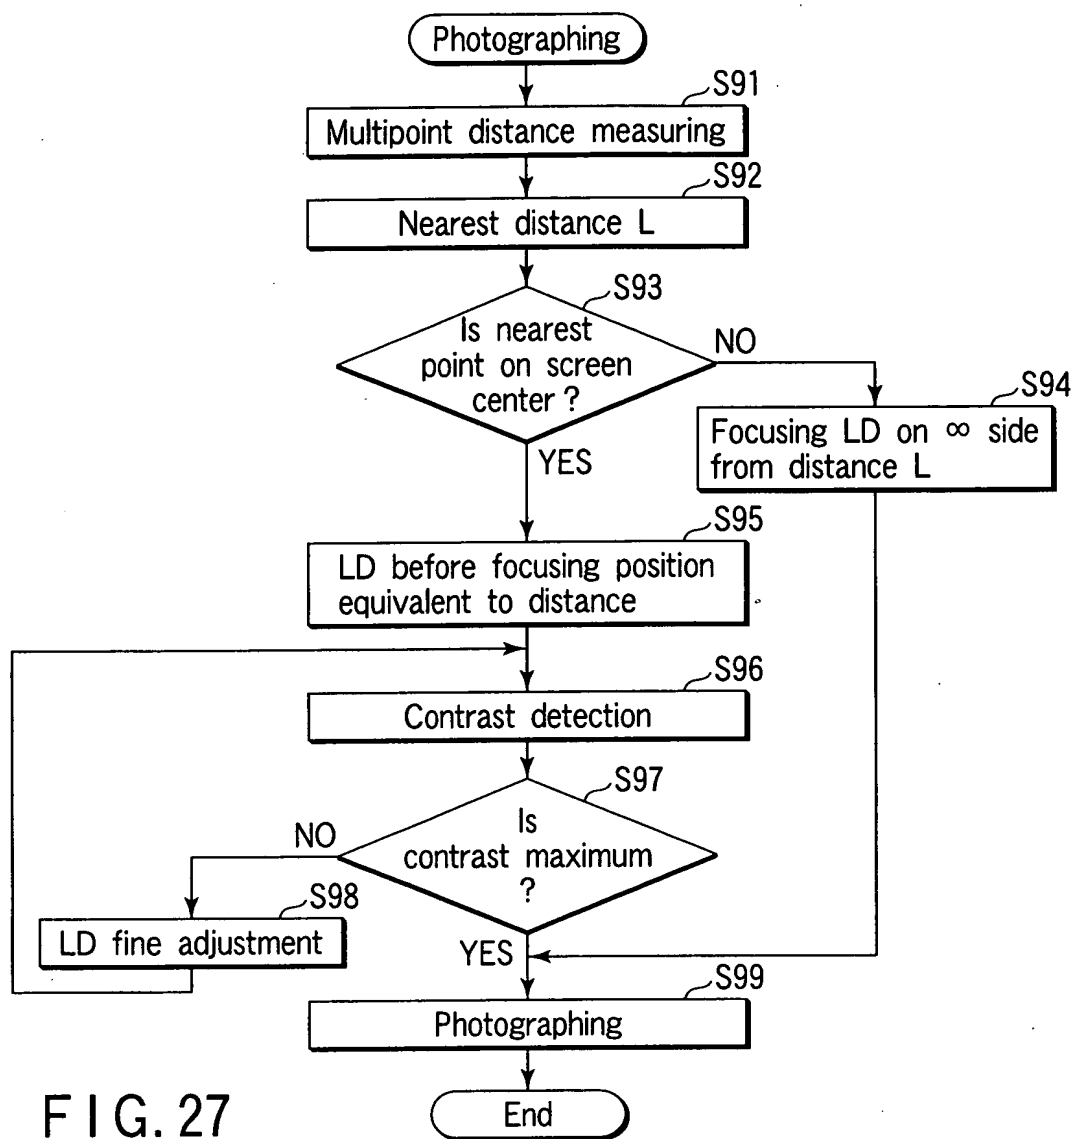 Photographing
S91
Multipoint distance measuring
S92
Nearest distance L
S93
Is nearest
point on screen
center ?
NO
YES
S94
Focusing LD on ∞ side
from distance L
S95
LD before focusing position
equivalent to distance
S96
Contrast detection
S97
Is
contrast maximum
?
NO
YES
S98
LD fine adjustment
S99
Photographing
End
FIG. 27